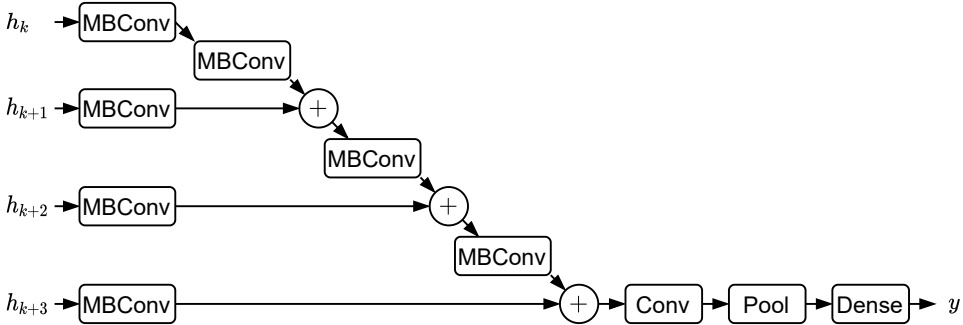 h_k MBConv
MBConv
h_{k+1} MBConv +
MBConv
h_{k+2} MBConv +
MBConv
h_{k+3} MBConv + Conv Pool Dense y